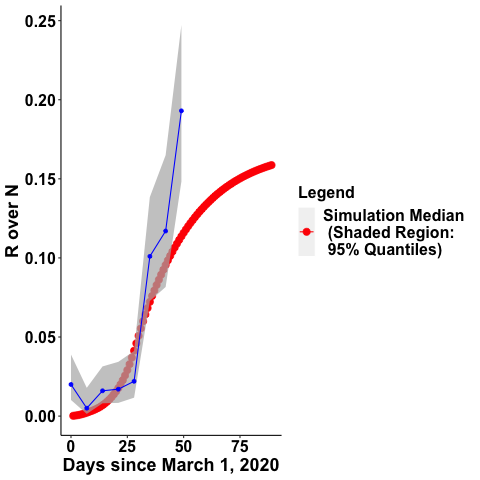 0.25
0.20
0.15
0.10
0.05
0.00
R over N
0 25 50 75
Days since March 1, 2020
Legend
Simulation Median
(Shaded Region:
95% Quantiles)